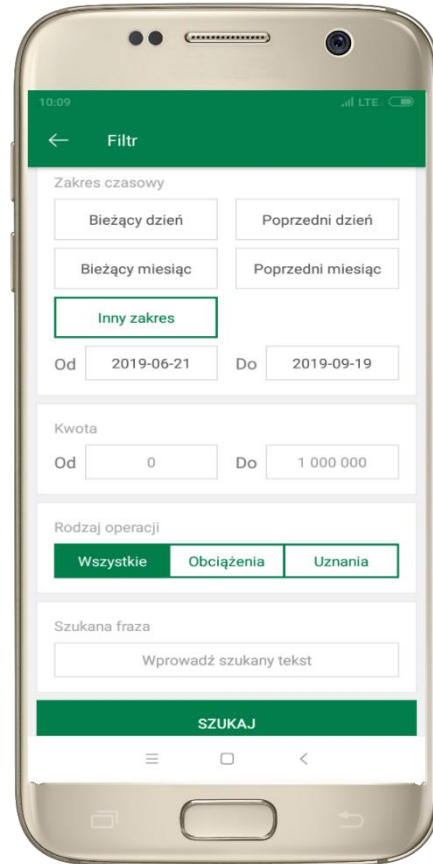 10:09 LTE
Filtr
Zakres czasowy
Bieżący dzień Poprzedni dzień
Bieżący miesiąc Poprzedni miesiąc
Inny zakres
Od 2019-06-21 Do 2019-09-19
Kwota
Od 0 Do 1 000 000
Rodzaj operacji
Wszystkie Obciążenia Uznania
Szukana fraza
Wprowadź szukany tekst
SZUKAJ